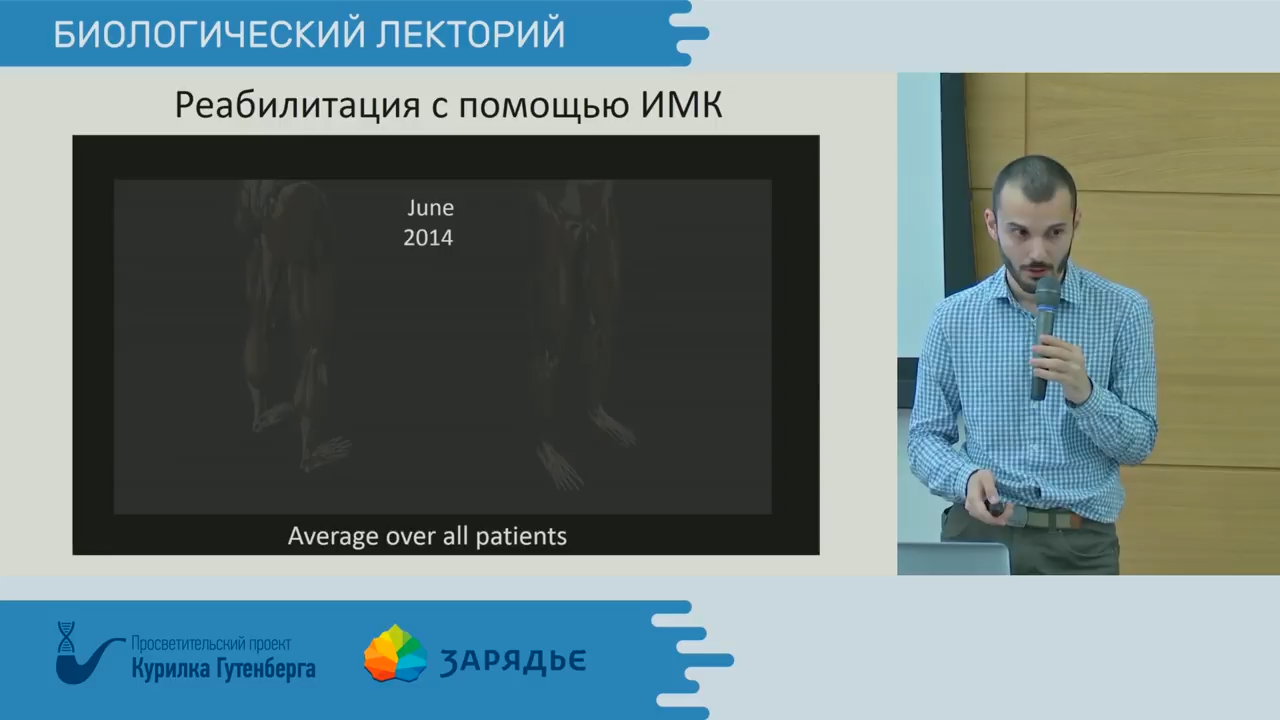 БИОЛОГИЧЕСКИЙ ЛЕКТОРИЙ
Реабилитация с помощью ИМК
June
2014
Average over all patients
Просветительский проект
Курилка Гутенберга
ЗАРЯДЬЕ